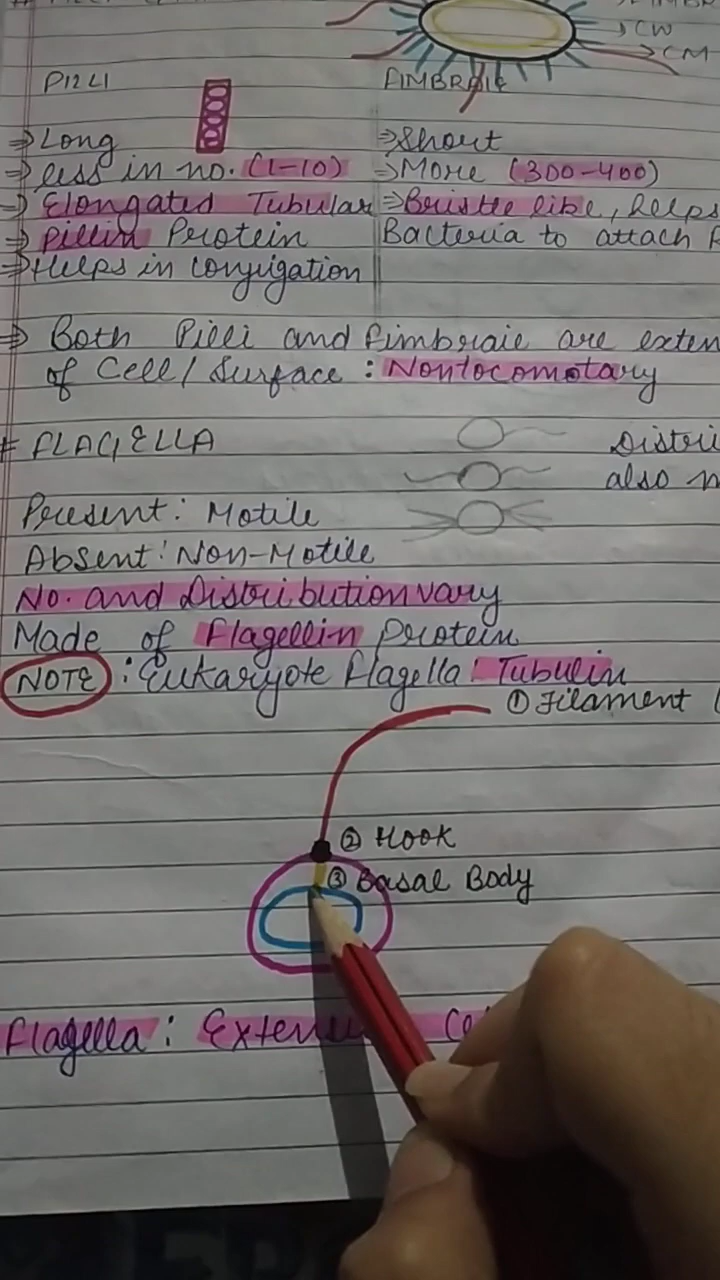 → CW
→ CM
PILLI
FIMBRAIE
⇒ Long
⇒ Short
⇒ less in no. (1-10)
⇒ More (300-400)
⇒ Elongated Tubular
⇒ Bristle like, helps
⇒ Pillin Protein
Bacteria to attach
⇒ Helps in conjugation
⇒ Both Pilli and fimbraie are exten
of Cell / Surface : Nonlocomotary
# FLAGELLA
Distri
also
Present : Motile
Absent : Non-Motile
No. and Distribution vary
Made of Flagellin Protein
NOTE : Eukaryote flagella : Tubulin
① Filament (
② Hook
③ Basal Body
Flagella :